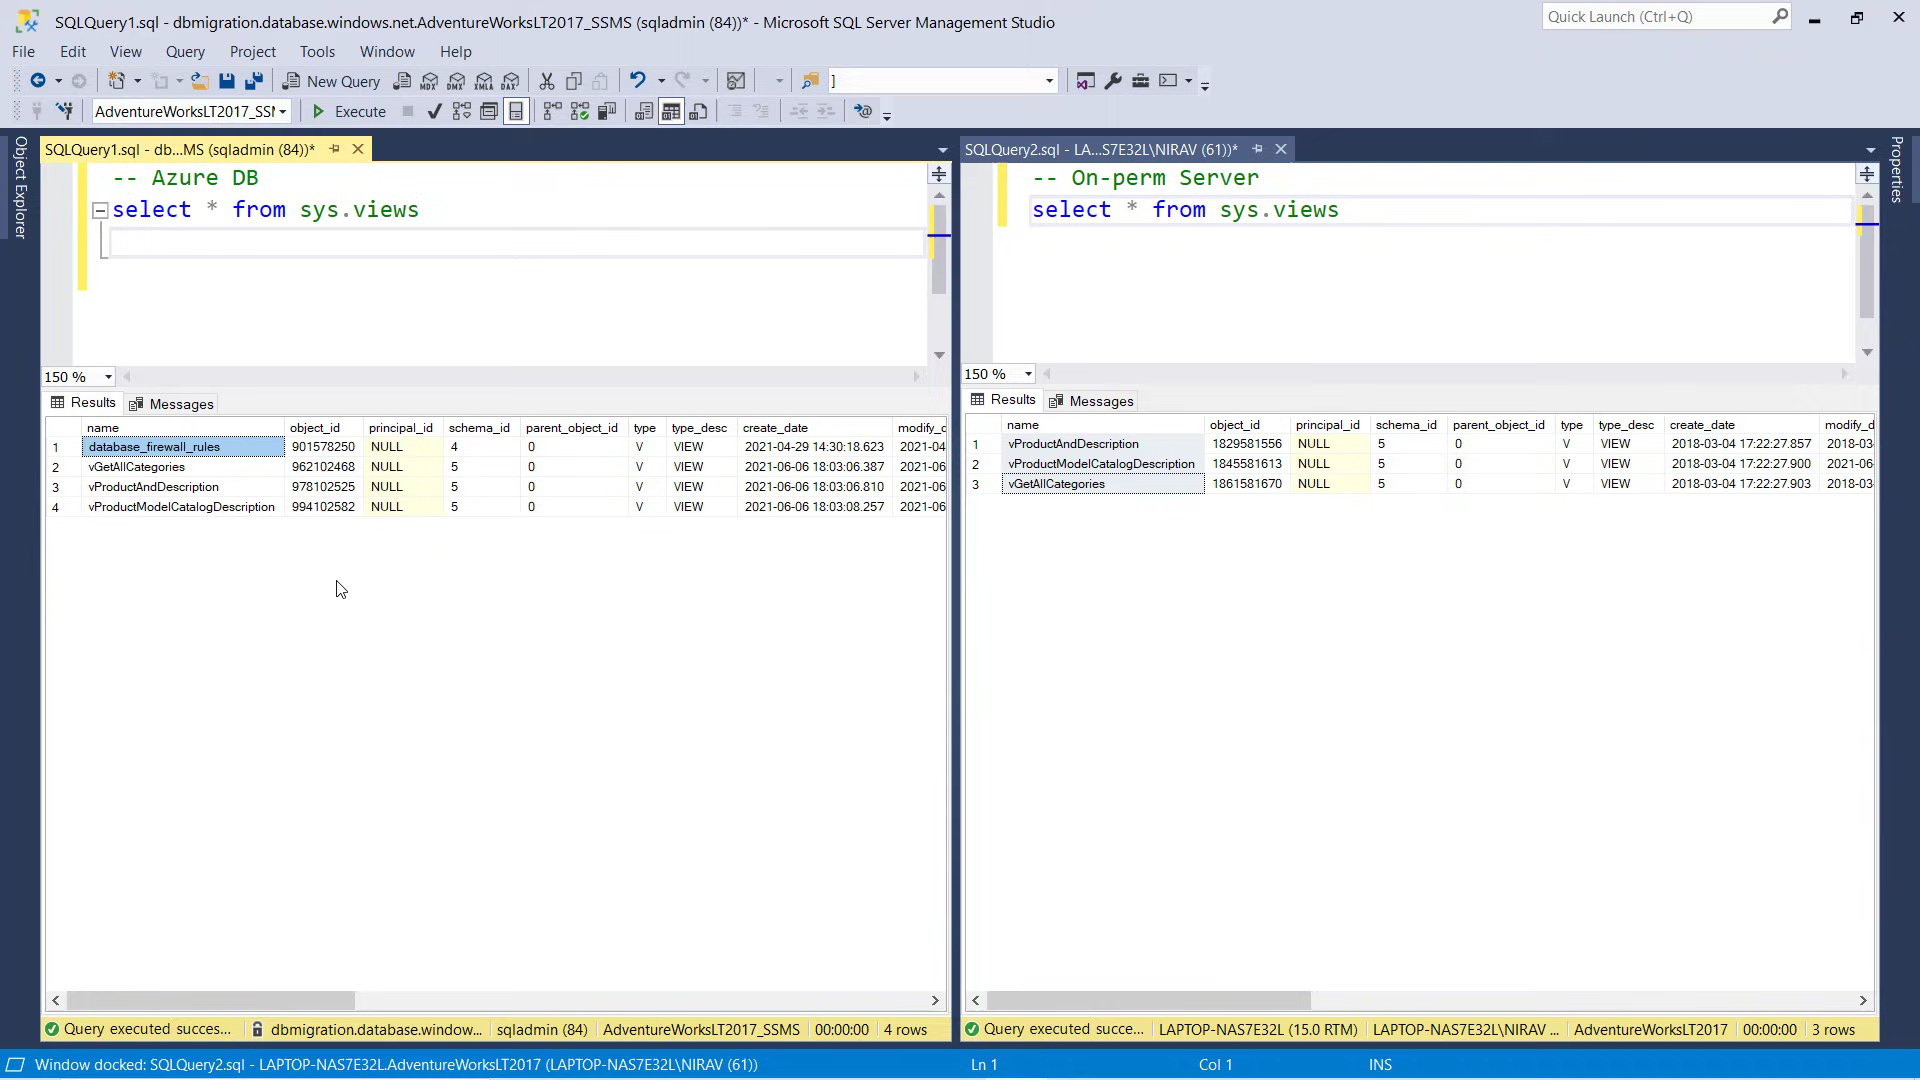 SQLQuery1.sql - dbmigration.database.windows.net.AdventureWorksLT2017_SSMS (sqladmin (84))* - Microsoft SQL Server Management Studio
Quick Launch (Ctrl+Q)
File Edit View Query Project Tools Window Help
New Query MDX DMX XMLA DAX ]
AdventureWorksLT2017_SSM Execute
Object Explorer
SQLQuery1.sql - db...MS (sqladmin (84))*
-- Azure DB
select * from sys.views
150 %
Results Messages
name object_id principal_id schema_id parent_object_id type type_desc create_date modify_d
1 database_firewall_rules 901578250 NULL 4 0 V VIEW 2021-04-29 14:30:18.623 2021-04
2 vGetAllCategories 962102468 NULL 5 0 V VIEW 2021-06-06 18:03:06.387 2021-06
3 vProductAndDescription 978102525 NULL 5 0 V VIEW 2021-06-06 18:03:06.810 2021-06
4 vProductModelCatalogDescription 994102582 NULL 5 0 V VIEW 2021-06-06 18:03:08.257 2021-06
Query executed succes... dbmigration.database.window... sqladmin (84) AdventureWorksLT2017_SSMS 00:00:00 4 rows
SQLQuery2.sql - LA...S7E32L\NIRAV (61))*
-- On-perm Server
select * from sys.views
150 %
Results Messages
name object_id principal_id schema_id parent_object_id type type_desc create_date modify_d
1 vProductAndDescription 1829581556 NULL 5 0 V VIEW 2018-03-04 17:22:27.857 2018-03
2 vProductModelCatalogDescription 1845581613 NULL 5 0 V VIEW 2018-03-04 17:22:27.900 2021-06
3 vGetAllCategories 1861581670 NULL 5 0 V VIEW 2018-03-04 17:22:27.903 2018-03
Query executed succe... LAPTOP-NAS7E32L (15.0 RTM) LAPTOP-NAS7E32L\NIRAV ... AdventureWorksLT2017 00:00:00 3 rows
Properties
Window docked: SQLQuery2.sql - LAPTOP-NAS7E32L.AdventureWorksLT2017 (LAPTOP-NAS7E32L\NIRAV (61)) Ln 1 Col 1 INS